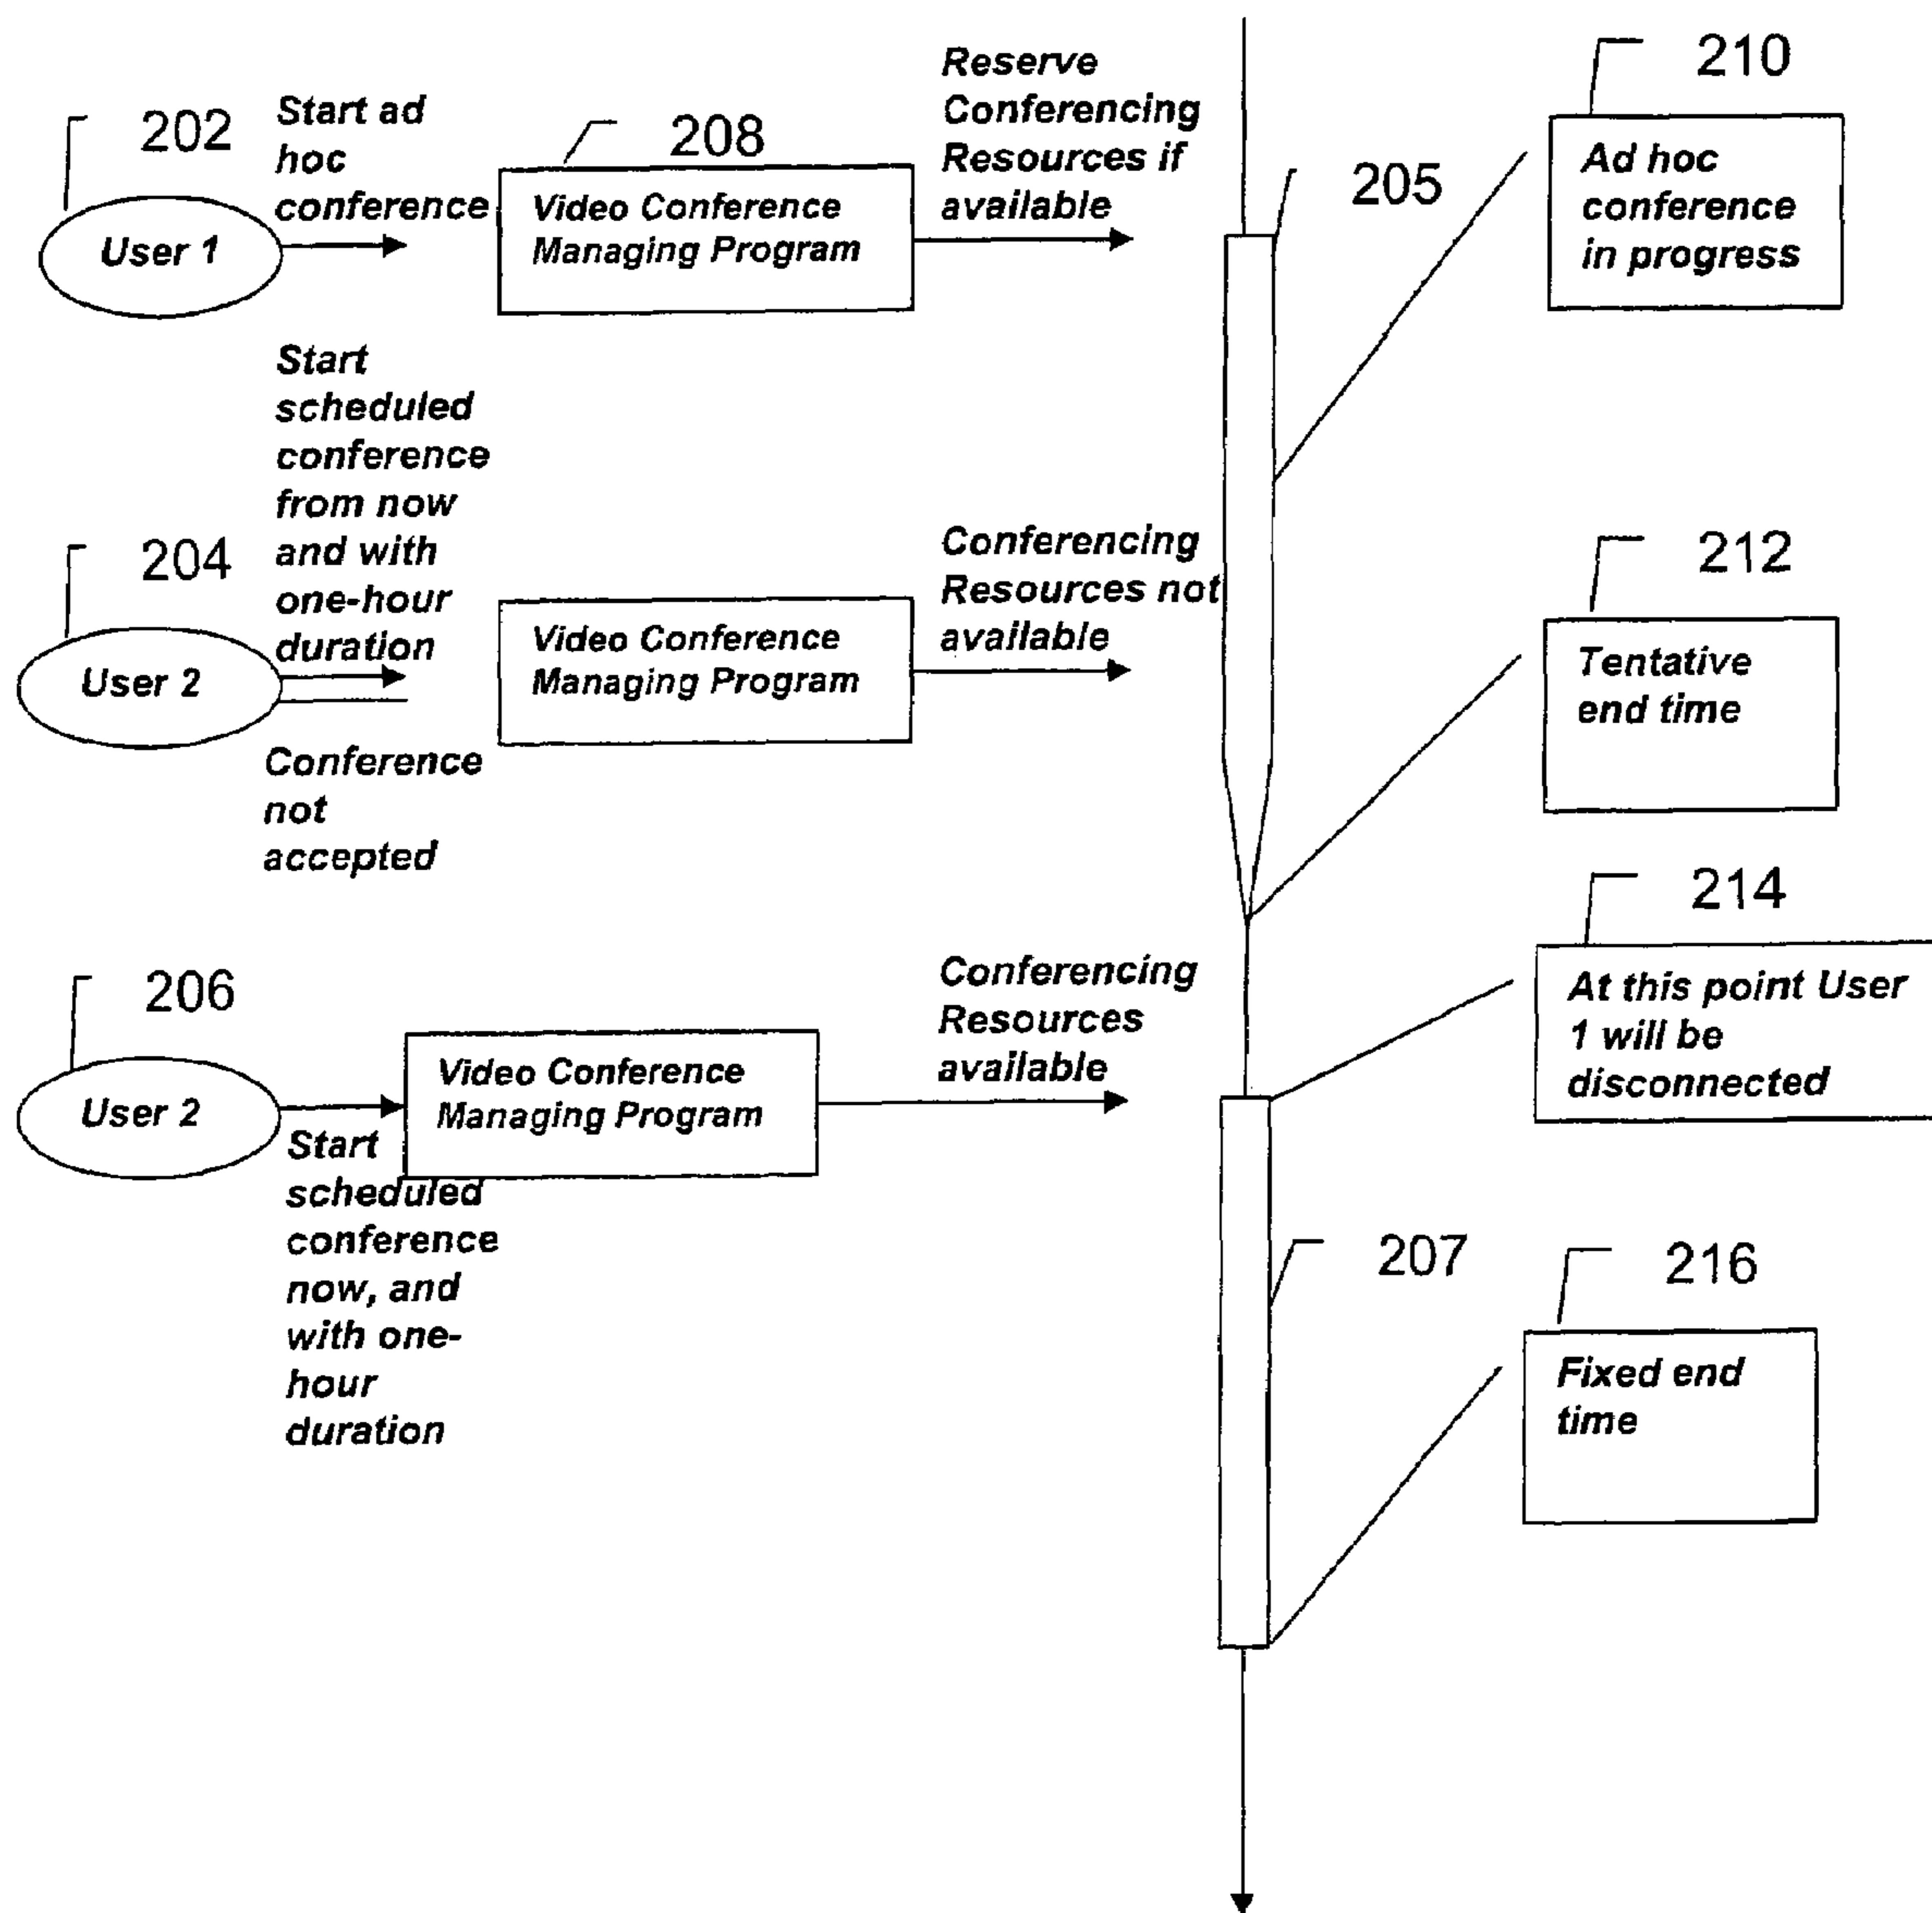 202
Start ad
hoc
conference
User 1
208
Video Conference
Managing Program
Reserve
Conferencing
Resources if
available
205
210
Ad hoc
conference
in progress
204
Start
scheduled
conference
from now
and with
one-hour
duration
User 2
Conference
not
accepted
Video Conference
Managing Program
Conferencing
Resources not
available
212
Tentative
end time
206
User 2
Start
scheduled
conference
now, and
with one-
hour
duration
Video Conference
Managing Program
Conferencing
Resources
available
214
At this point User
1 will be
disconnected
207
216
Fixed end
time